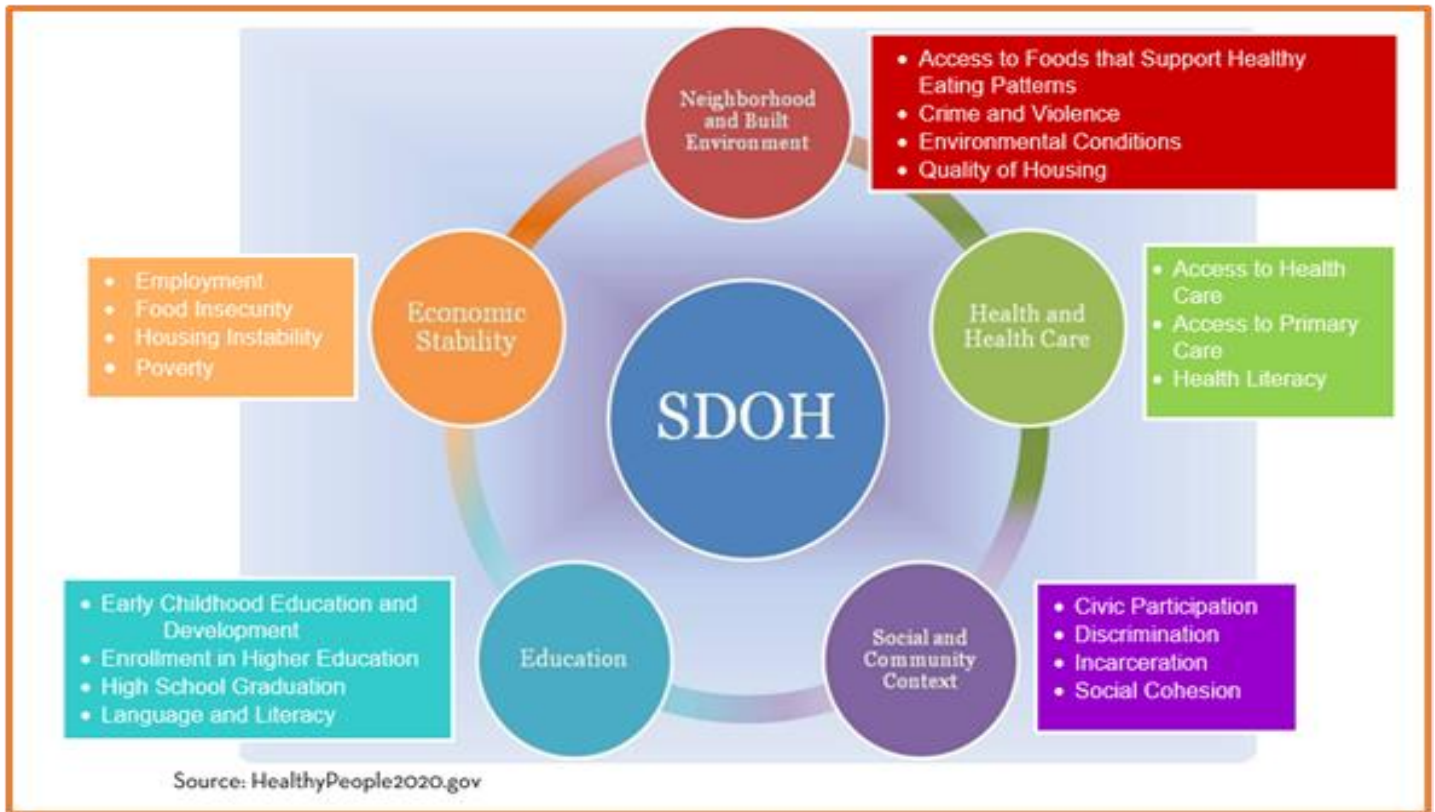 Neighborhood
and Built
Environment
• Access to Foods that Support Healthy
Eating Patterns
• Crime and Violence
• Environmental Conditions
• Quality of Housing
• Employment
• Food Insecurity
• Housing Instability
• Poverty
Economic
Stability
SDOH
Health and
Health Care
• Access to Health
Care
• Access to Primary
Care
• Health Literacy
• Early Childhood Education and
Development
• Enrollment in Higher Education
• High School Graduation
• Language and Literacy
Education
Social and
Community
Context
• Civic Participation
• Discrimination
• Incarceration
• Social Cohesion
Source: HealthyPeople2020.gov